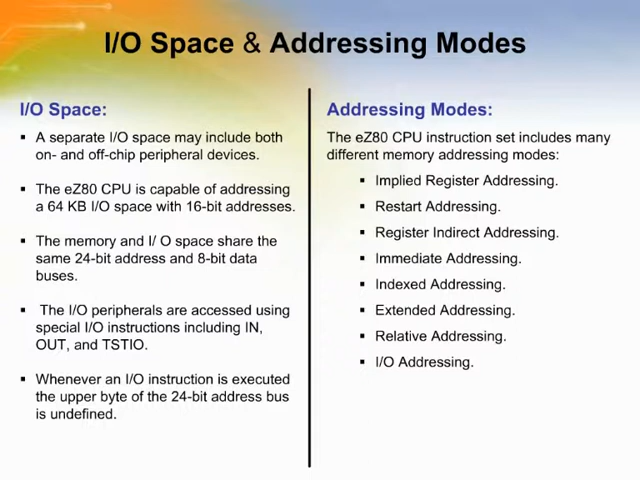 I/O Space & Addressing Modes
I/O Space:
▪ A separate I/O space may include both
on- and off-chip peripheral devices.
▪ The eZ80 CPU is capable of addressing
a 64 KB I/O space with 16-bit addresses.
▪ The memory and I/ O space share the
same 24-bit address and 8-bit data
buses.
▪ The I/O peripherals are accessed using
special I/O instructions including IN,
OUT, and TSTIO.
▪ Whenever an I/O instruction is executed
the upper byte of the 24-bit address bus
is undefined.
Addressing Modes:
The eZ80 CPU instruction set includes many
different memory addressing modes:
▪ Implied Register Addressing.
▪ Restart Addressing.
▪ Register Indirect Addressing.
▪ Immediate Addressing.
▪ Indexed Addressing.
▪ Extended Addressing.
▪ Relative Addressing.
▪ I/O Addressing.